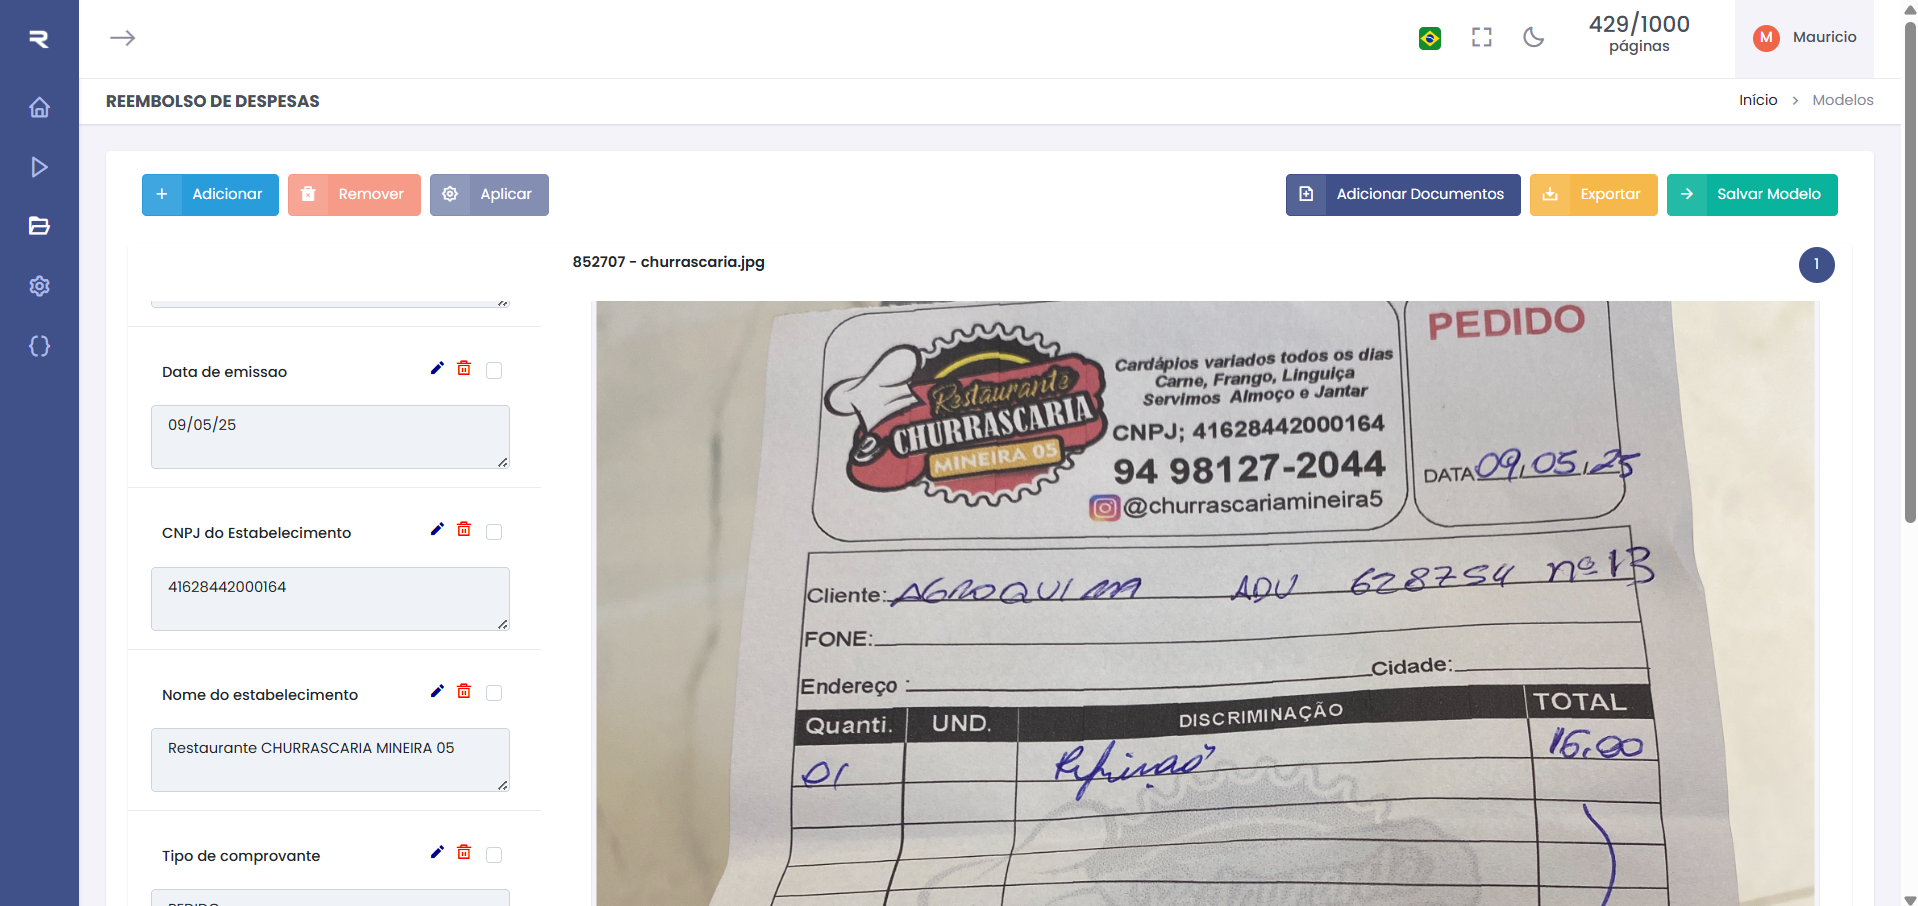 429/1000
páginas
M
Mauricio
REEMBOLSO DE DESPESAS
Início > Modelos
+ Adicionar
Remover
Aplicar
Adicionar Documentos
Exportar
Salvar Modelo
852707 - churrascaria.jpg
1
Data de emissao
09/05/25
CNPJ do Estabelecimento
41628442000164
Nome do estabelecimento
Restaurante CHURRASCARIA MINEIRA 05
Tipo de comprovante
PEDIDO
Restaurante
CHURRASCARIA
MINEIRA 05
Cardápios variados todos os dias
Carne, Frango, Linguiça
Servimos Almoço e Jantar
CNPJ; 41628442000164
94 98127-2044
@churrascariamineira5
PEDIDO
DATA 09/05/25
Cliente: AGROQUIMA ADV 628754 nº 13
FONE:
Endereço : Cidade:
Quanti. UND. DISCRIMINAÇÃO TOTAL
01 Refeição 16,00